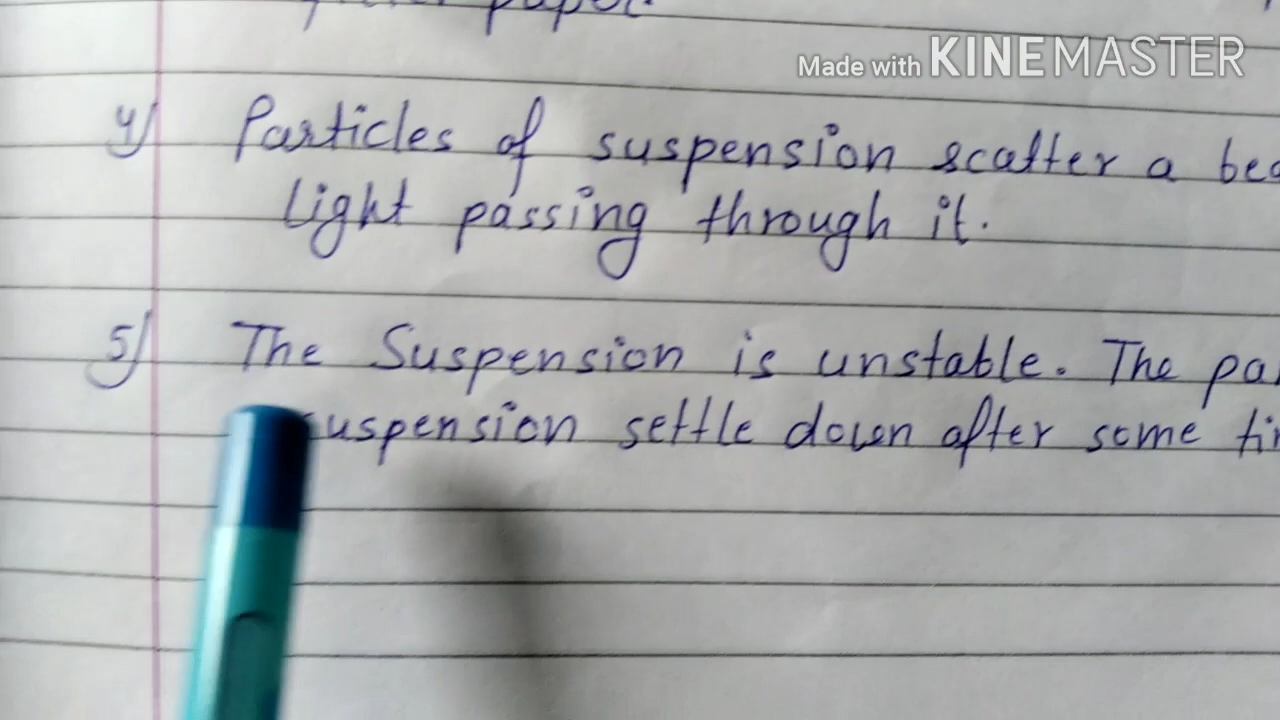 paper.
Made with KINEMASTER
4) Particles of suspension scatter a
light passing through it.
5) The Suspension is unstable. The
suspension settle down after some